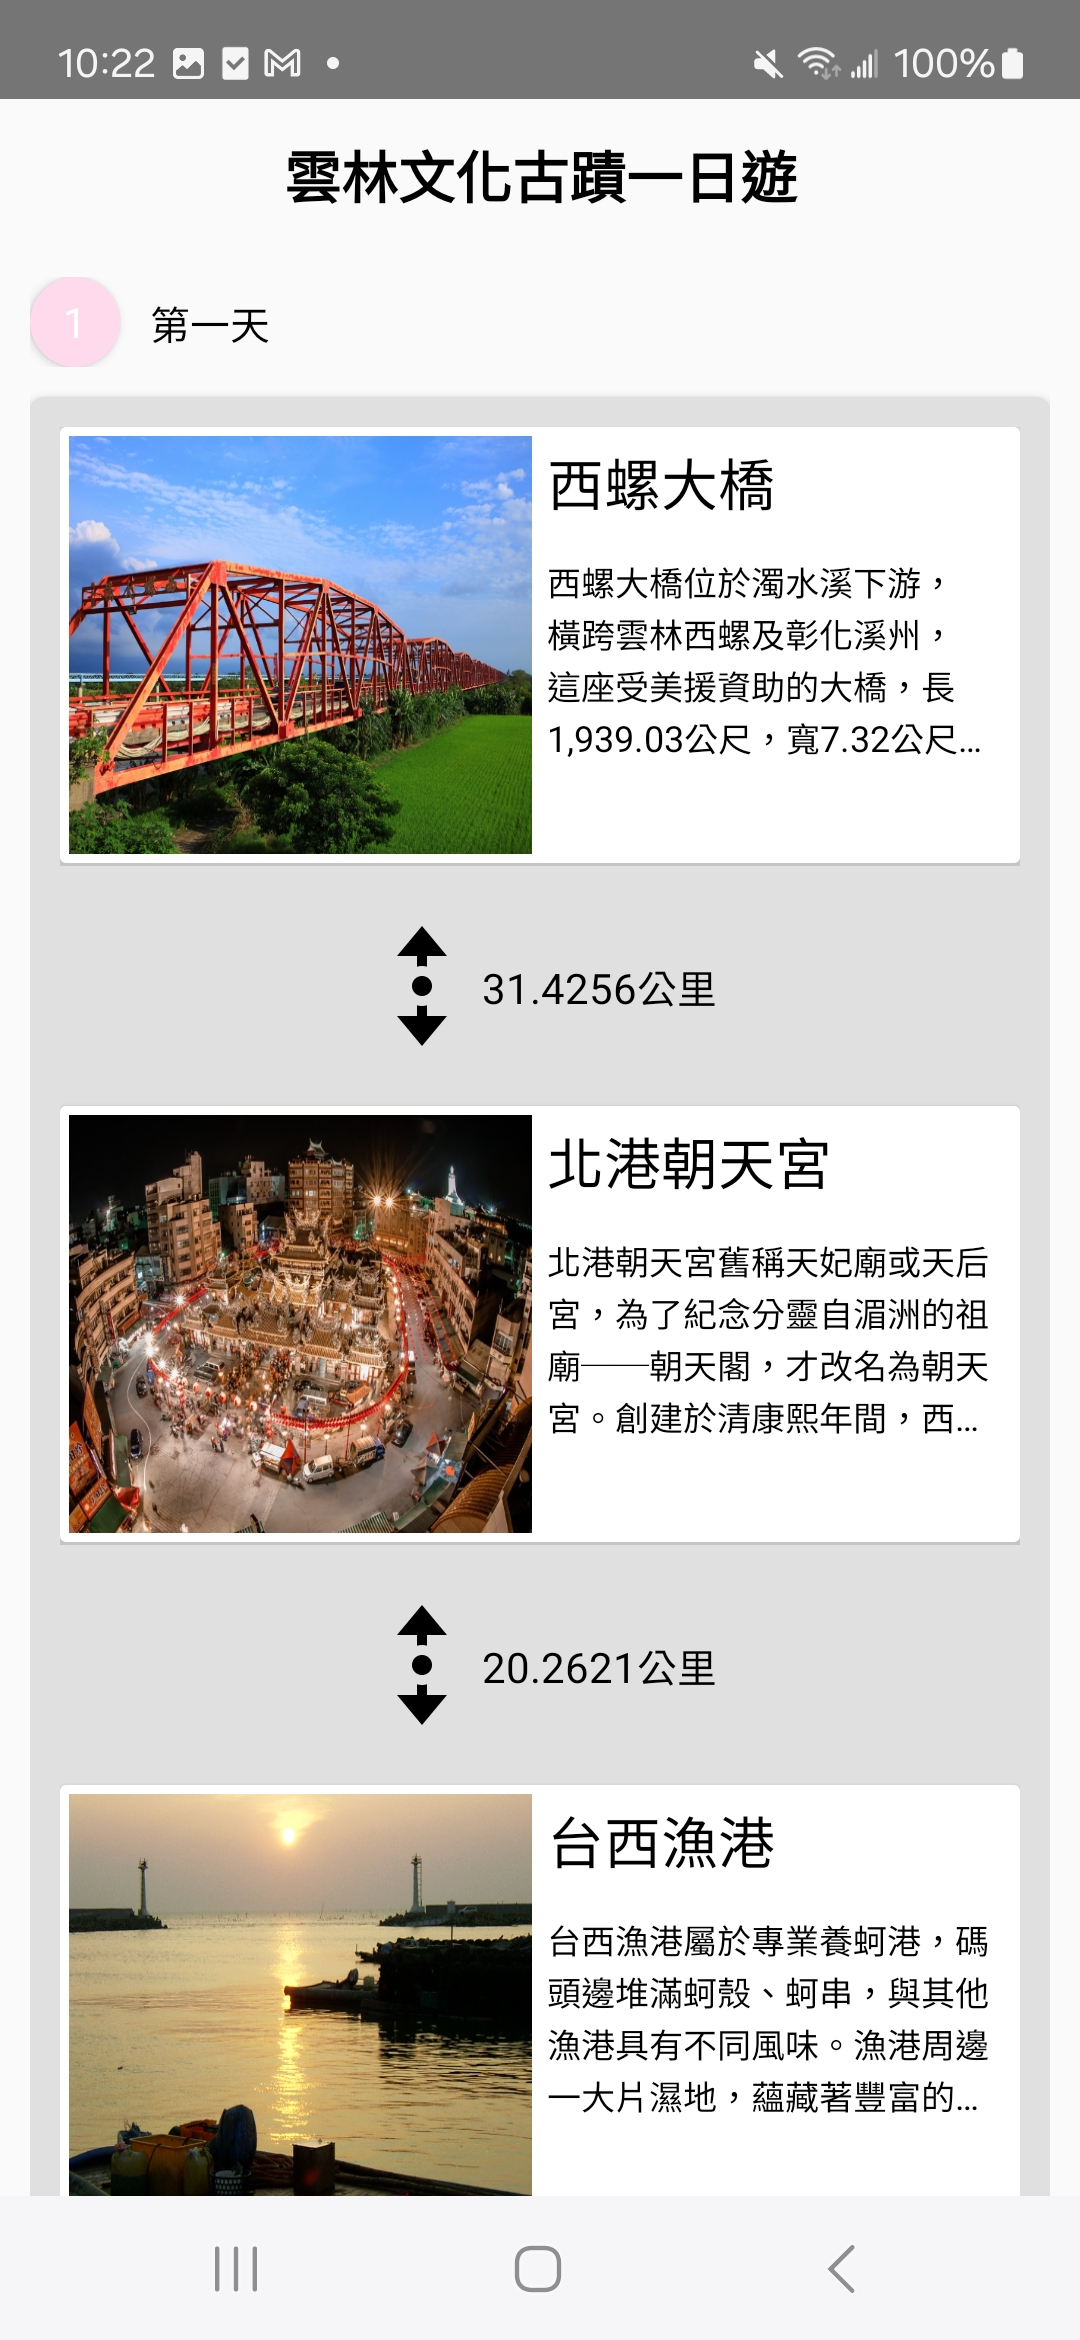 10:22
100%
雲林文化古蹟一日遊
1
第一天
西螺大橋
西螺大橋位於濁水溪下游，
橫跨雲林西螺及彰化溪州，
這座受美援資助的大橋，長
1,939.03公尺，寬7.32公尺...
31.4256公里
北港朝天宮
北港朝天宮舊稱天妃廟或天后
宮，為了紀念分靈自湄洲的祖
廟──朝天閣，才改名為朝天
宮。創建於清康熙年間，西...
20.2621公里
台西漁港
台西漁港屬於專業養蚵港，碼
頭邊堆滿蚵殼、蚵串，與其他
漁港具有不同風味。漁港周邊
一大片濕地，蘊藏著豐富的...